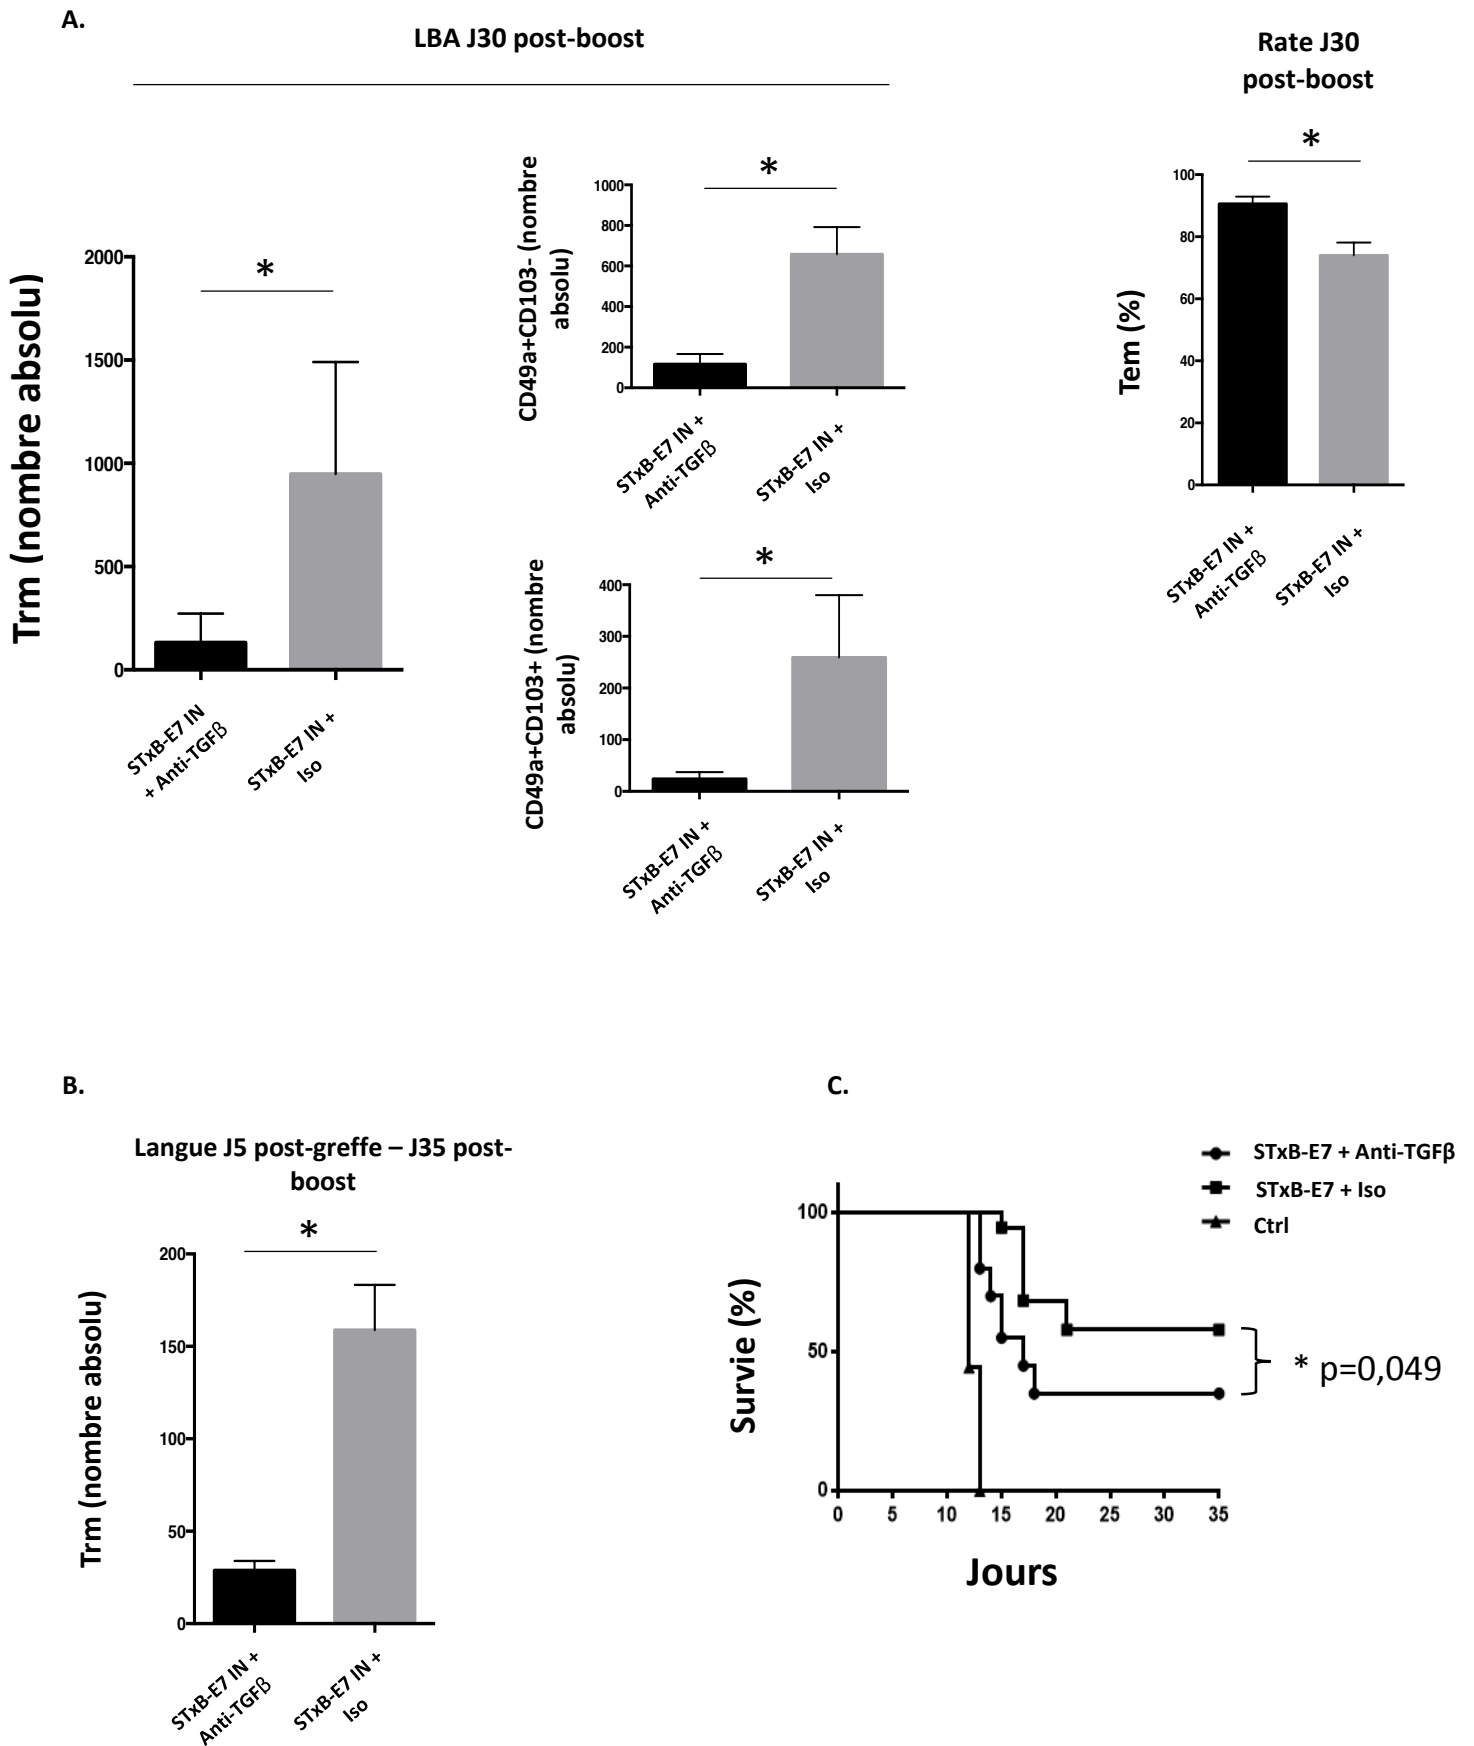 A.
LBA J30 post-boost
Rate J30
post-boost
Trm (nombre absolu)
2000
1500
1000
500
0
*
STxB-E7 IN
+ Anti-TGFβ
STxB-E7 IN +
Iso
CD49a+CD103- (nombre
absolu)
1000
800
600
400
200
0
*
STxB-E7 IN +
Anti-TGFβ
STxB-E7 IN +
Iso
CD49a+CD103+ (nombre
absolu)
400
300
200
100
0
*
STxB-E7 IN +
Anti-TGFβ
STxB-E7 IN +
Iso
Tem (%)
100
80
60
40
20
0
*
STxB-E7 IN +
Anti-TGFβ
STxB-E7 IN +
Iso
B.
Langue J5 post-greffe – J35 post-
boost
Trm (nombre absolu)
200
150
100
50
0
*
STxB-E7 IN +
Anti-TGFβ
STxB-E7 IN +
Iso
C.
STxB-E7 + Anti-TGFβ
STxB-E7 + Iso
Ctrl
Survie (%)
100
50
0
0 5 10 15 20 25 30 35
Jours
* p=0,049